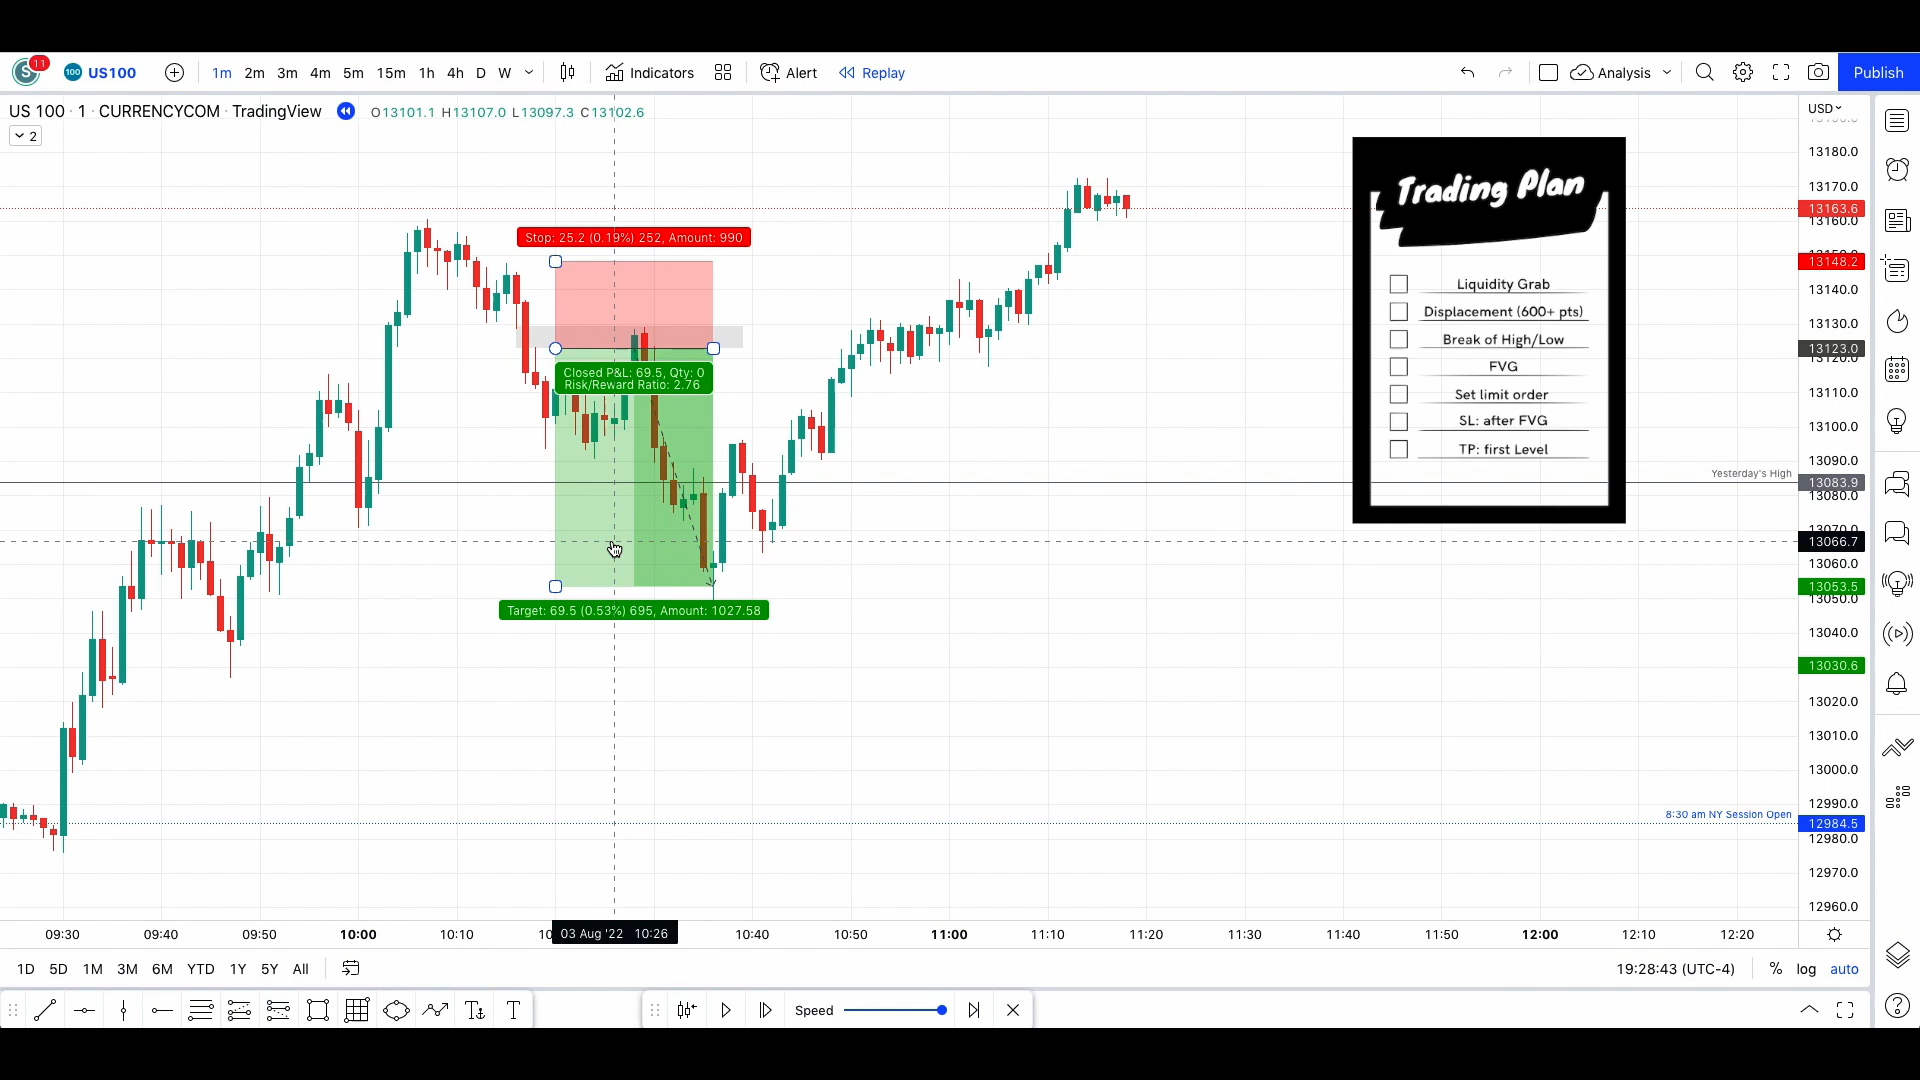 S 11 100 US100 1m 2m 3m 4m 5m 15m 1h 4h D W Indicators Alert Replay Analysis Publish
US 100 · 1 · CURRENCYCOM · TradingView O13101.1 H13107.0 L13097.3 C13102.6
USD
2
13180.0
13170.0
13163.6
13160.0
13148.2
13140.0
13130.0
13123.0
13120.0
13110.0
13100.0
13090.0
Yesterday's High
13083.9
13080.0
13070.0
13066.7
13060.0
13053.5
13050.0
13040.0
13030.6
13020.0
13010.0
13000.0
12990.0
8:30 am NY Session Open
12984.5
12980.0
12970.0
12960.0
Stop: 25.2 (0.19%) 252, Amount: 990
Closed P&L: 69.5, Qty: 0
Risk/Reward Ratio: 2.76
Target: 69.5 (0.53%) 695, Amount: 1027.58
Trading Plan
Liquidity Grab
Displacement (600+ pts)
Break of High/Low
FVG
Set limit order
SL: after FVG
TP: first Level
09:30 09:40 09:50 10:00 10:10 03 Aug '22 10:26 10:40 10:50 11:00 11:10 11:20 11:30 11:40 11:50 12:00 12:10 12:20
1D 5D 1M 3M 6M YTD 1Y 5Y All 19:28:43 (UTC-4) % log auto
T T Speed